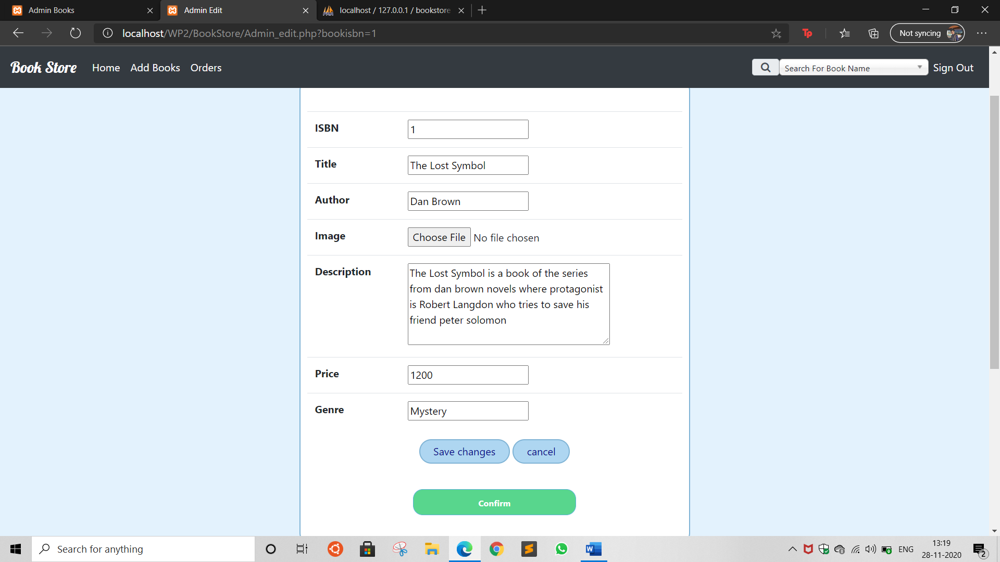 Admin Books
Admin Edit
localhost / 127.0.0.1 / bookstore
localhost/WP2/BookStore/Admin_edit.php?bookisbn=1
Not syncing
Book Store
Home
Add Books
Orders
Search For Book Name
Sign Out
ISBN
1
Title
The Lost Symbol
Author
Dan Brown
Image
Choose File No file chosen
Description
The Lost Symbol is a book of the series
from dan brown novels where protagonist
is Robert Langdon who tries to save his
friend peter solomon
Price
1200
Genre
Mystery
Save changes
cancel
Confirm
Search for anything
ENG
13:19
28-11-2020
2